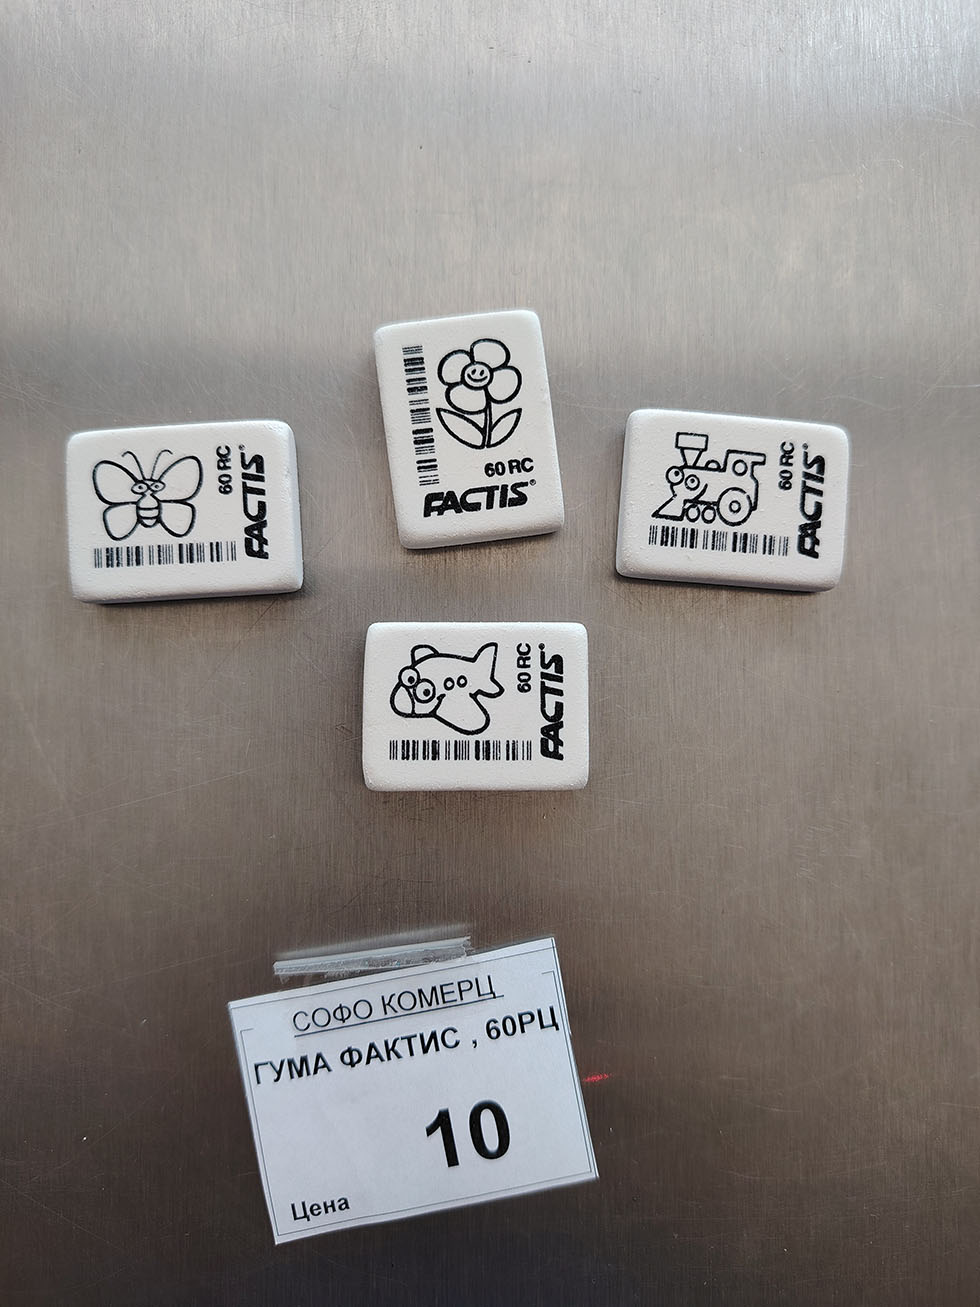 60 RC
FACTIS®
60 RC
FACTIS®
60 RC
FACTIS®
60 RC
FACTIS®
СОФО КОМЕРЦ
ГУМА ФАКТИС , 60РЦ
10
Цена